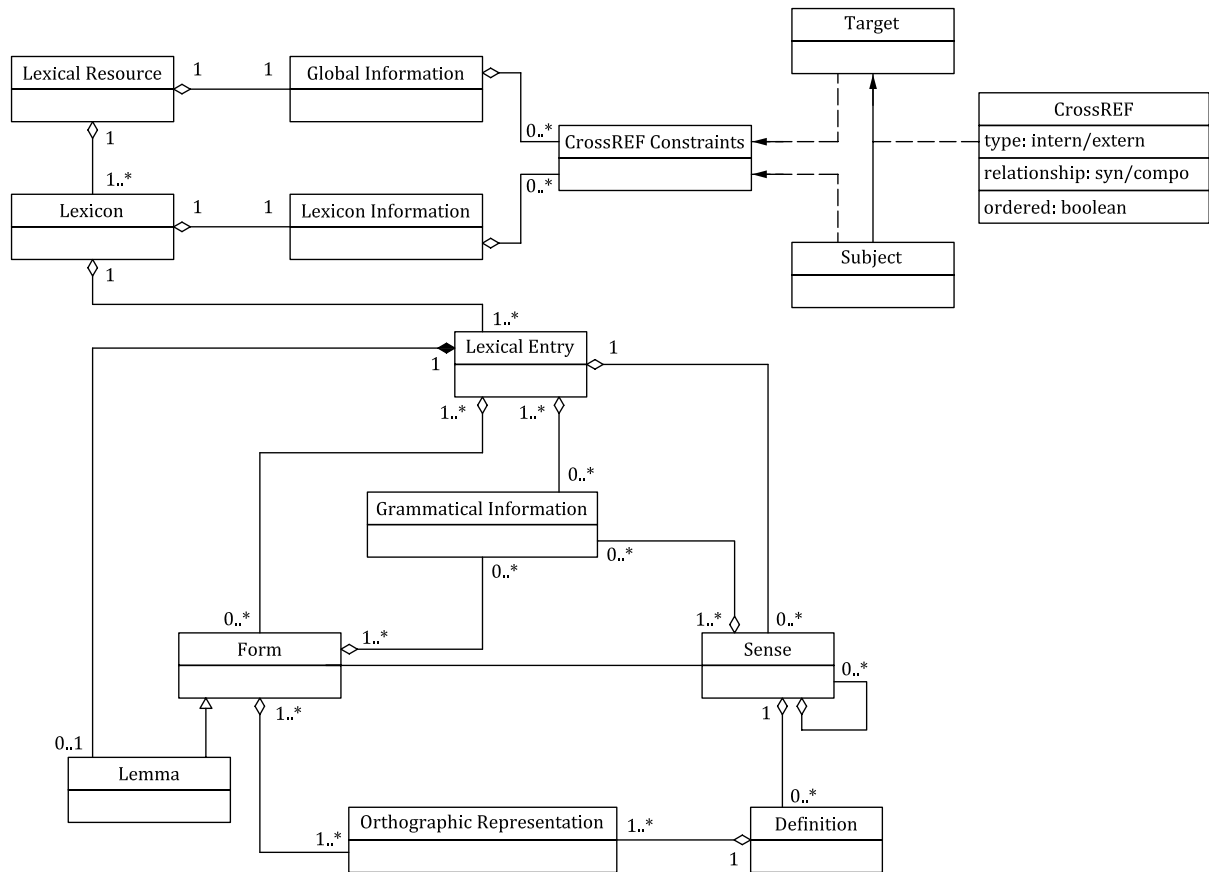 Target
Lexical Resource
1
1
Global Information
CrossREF
type: intern/extern
relationship: syn/compo
ordered: boolean
0..*
CrossREF Constraints
1
1..*
0..*
Lexicon
1
1
Lexicon Information
Subject
1
1..*
Lexical Entry
1
1
1..*
1..*
0..*
Grammatical Information
0..*
0..*
0..*
1..*
1..*
0..*
Form
Sense
0..*
1..*
1
0..1
Lemma
0..*
Orthographic Representation
1..*
Definition
1..*
1